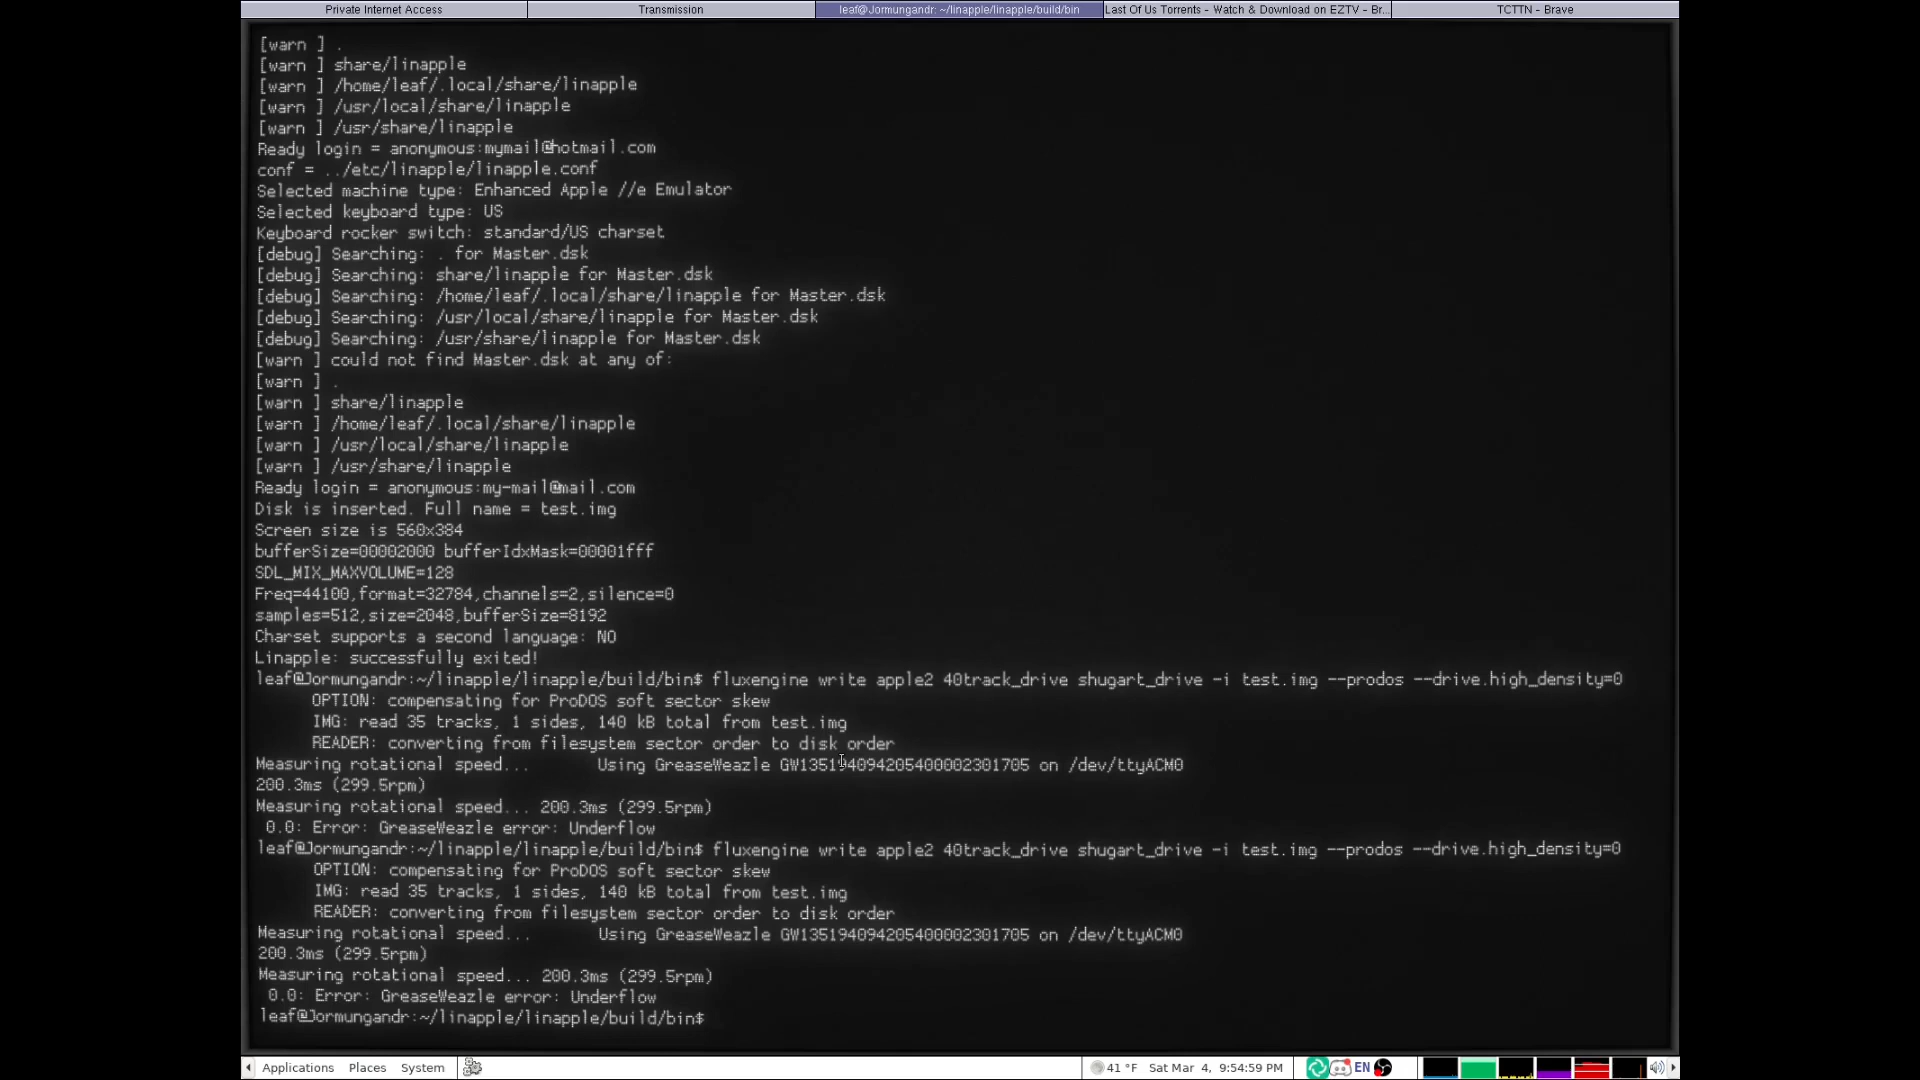 Private Internet Access
Transmission
leaf@Jormungandr: ~/linapple/linapple/build/bin
Last Of Us Torrents - Watch & Download on EZTV - Br...
TCTTN - Brave
[warn ] .
[warn ] share/linapple
[warn ] /home/leaf/.local/share/linapple
[warn ] /usr/local/share/linapple
[warn ] /usr/share/linapple
Ready login = anonymous:mymail@hotmail.com
conf = ../etc/linapple/linapple.conf
Selected machine type: Enhanced Apple //e Emulator
Selected keyboard type: US
Keyboard rocker switch: standard/US charset
[debug] Searching: . for Master.dsk
[debug] Searching: share/linapple for Master.dsk
[debug] Searching: /home/leaf/.local/share/linapple for Master.dsk
[debug] Searching: /usr/local/share/linapple for Master.dsk
[debug] Searching: /usr/share/linapple for Master.dsk
[warn ] could not find Master.dsk at any of:
[warn ] .
[warn ] share/linapple
[warn ] /home/leaf/.local/share/linapple
[warn ] /usr/local/share/linapple
[warn ] /usr/share/linapple
Ready login = anonymous:my-mail@mail.com
Disk is inserted. Full name = test.img
Screen size is 560x384
bufferSize=00002000 bufferIdxMask=00001fff
SDL_MIX_MAXVOLUME=128
Freq=44100,format=32784,channels=2,silence=0
samples=512,size=2048,bufferSize=8192
Charset supports a second language: NO
Linapple: successfully exited!
leaf@Jormungandr:~/linapple/linapple/build/bin$ fluxengine write apple2 40track_drive shugart_drive -i test.img --prodos --drive.high_density=0
OPTION: compensating for ProDOS soft sector skew
IMG: read 35 tracks, 1 sides, 140 kB total from test.img
READER: converting from filesystem sector order to disk order
Measuring rotational speed... Using GreaseWeazle GW13519409420540002301705 on /dev/ttyACM0
200.3ms (299.5rpm)
Measuring rotational speed... 200.3ms (299.5rpm)
0.0: Error: GreaseWeazle error: Underflow
leaf@Jormungandr:~/linapple/linapple/build/bin$ fluxengine write apple2 40track_drive shugart_drive -i test.img --prodos --drive.high_density=0
OPTION: compensating for ProDOS soft sector skew
IMG: read 35 tracks, 1 sides, 140 kB total from test.img
READER: converting from filesystem sector order to disk order
Measuring rotational speed... Using GreaseWeazle GW13519409420540002301705 on /dev/ttyACM0
200.3ms (299.5rpm)
Measuring rotational speed... 200.3ms (299.5rpm)
0.0: Error: GreaseWeazle error: Underflow
leaf@Jormungandr:~/linapple/linapple/build/bin$
Applications Places System 41 °F Sat Mar 4, 9:54:59 PM EN